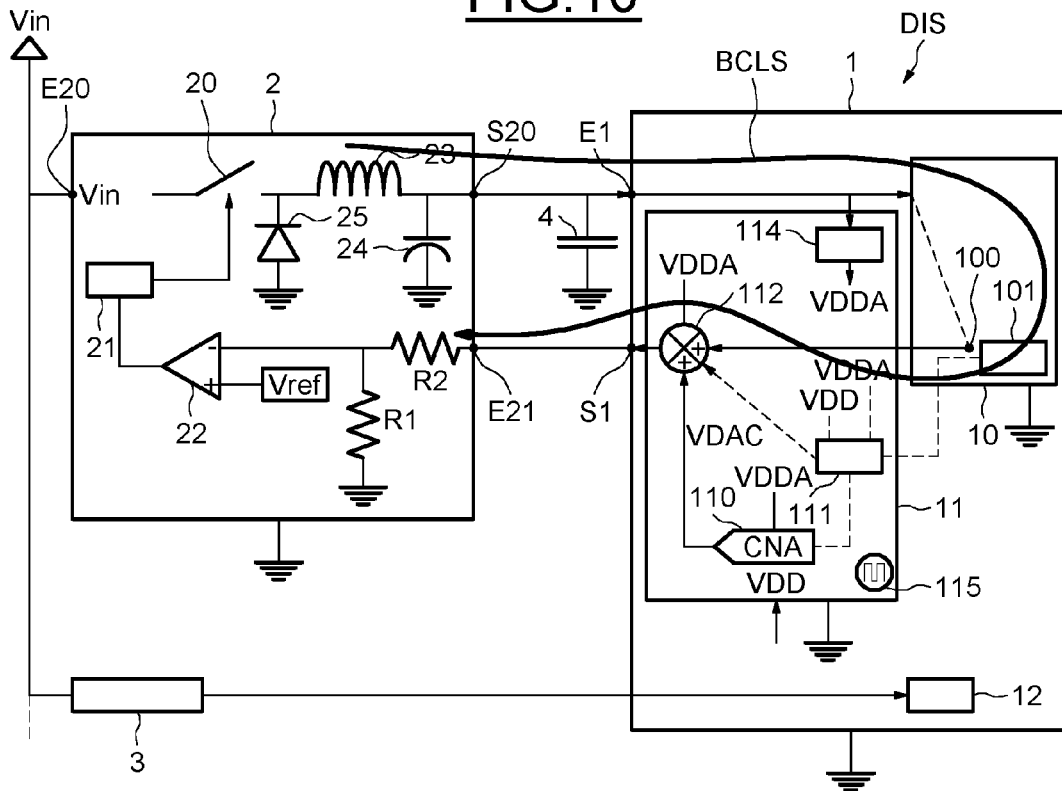 FIG.10
Vin
DIS
BCLS
1
E20
2
S20
E1
20
23
Vin
25
24
4
114
VDDA
VDDA
112
100
101
21
R2
Vref
22
R1
E21
S1
VDDA
VDD
10
VDAC
VDDA
110
111
11
CNA
VDD
115
12
3